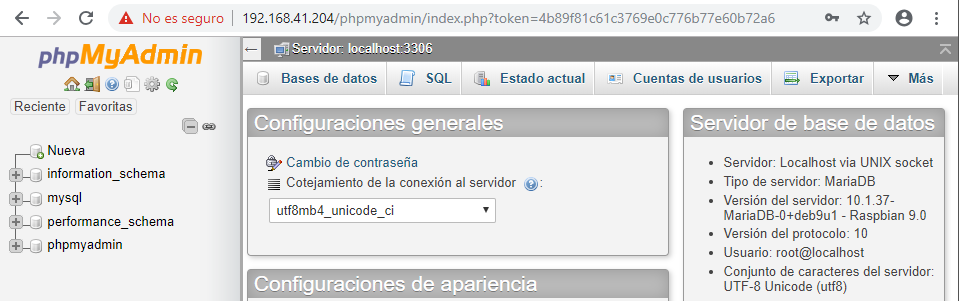 No es seguro | 192.168.41.204/phpmyadmin/index.php?token=4b89f81c61c3769e0c776b77e60b72a6
phpMyAdmin
Reciente Favoritas
Nueva
information_schema
mysql
performance_schema
phpmyadmin
Servidor: localhost:3306
Bases de datos SQL Estado actual Cuentas de usuarios Exportar Más
Configuraciones generales
Cambio de contraseña
Cotejamiento de la conexión al servidor :
utf8mb4_unicode_ci
Configuraciones de apariencia
Servidor de base de datos
Servidor: Localhost via UNIX socket
Tipo de servidor: MariaDB
Versión del servidor: 10.1.37-
MariaDB-0+deb9u1 - Raspbian 9.0
Versión del protocolo: 10
Usuario: root@localhost
Conjunto de caracteres del servidor:
UTF-8 Unicode (utf8)